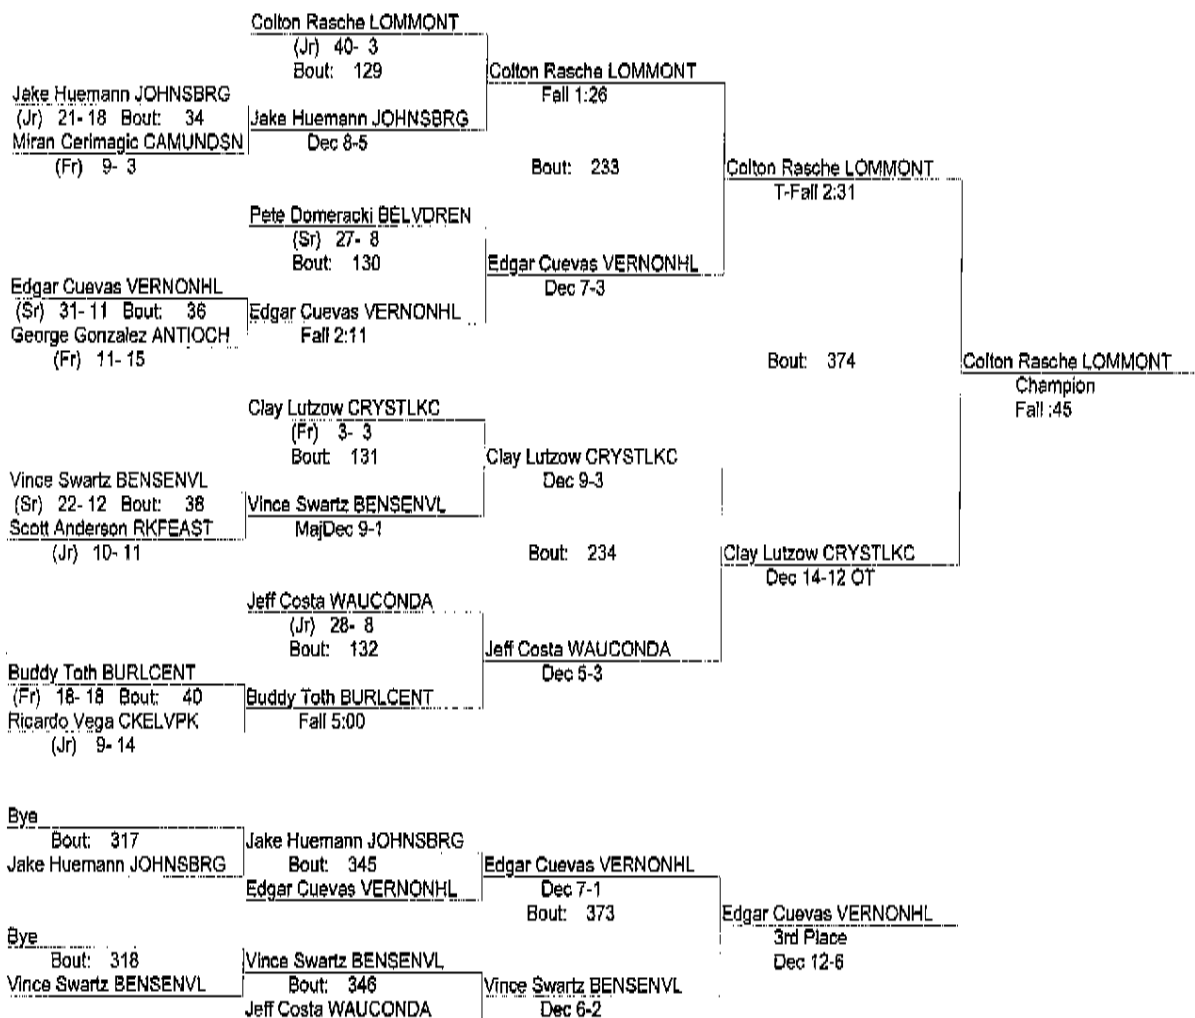 Colton Rasche LOMMONT
(Jr) 40- 3
Bout: 129
Colton Rasche LOMMONT
Fall 1:26
Jake Huemann JOHNSBRG
(Jr) 21- 18 Bout: 34
Jake Huemann JOHNSBRG
Miran Cerimagic CAMUNDSN
Dec 8-5
(Fr) 9- 3
Bout: 233
Colton Rasche LOMMONT
T-Fall 2:31
Pete Domeracki BELVDREN
(Sr) 27- 8
Bout: 130
Edgar Cuevas VERNONHL
Dec 7-3
Edgar Cuevas VERNONHL
(Sr) 31- 11 Bout: 36
Edgar Cuevas VERNONHL
George Gonzalez ANTIOCH
Fall 2:11
(Fr) 11- 15
Bout: 374
Colton Rasche LOMMONT
Champion
Fall :45
Clay Lutzow CRYSTLKC
(Fr) 3- 3
Bout: 131
Clay Lutzow CRYSTLKC
Dec 9-3
Vince Swartz BENSENVL
(Sr) 22- 12 Bout: 38
Vince Swartz BENSENVL
Scott Anderson RKFEAST
MajDec 9-1
(Jr) 10- 11
Bout: 234
Clay Lutzow CRYSTLKC
Dec 14-12 OT
Jeff Costa WAUCONDA
(Jr) 28- 8
Bout: 132
Jeff Costa WAUCONDA
Dec 5-3
Buddy Toth BURLCENT
(Fr) 18- 18 Bout: 40
Buddy Toth BURLCENT
Ricardo Vega CKELVPK
Fall 5:00
(Jr) 9- 14
Bye
Bout: 317
Jake Huemann JOHNSBRG
Jake Huemann JOHNSBRG
Bout: 345
Edgar Cuevas VERNONHL
Edgar Cuevas VERNONHL
Dec 7-1
Bout: 373
Edgar Cuevas VERNONHL
3rd Place
Dec 12-6
Bye
Bout: 318
Vince Swartz BENSENVL
Vince Swartz BENSENVL
Bout: 346
Jeff Costa WAUCONDA
Vince Swartz BENSENVL
Dec 6-2